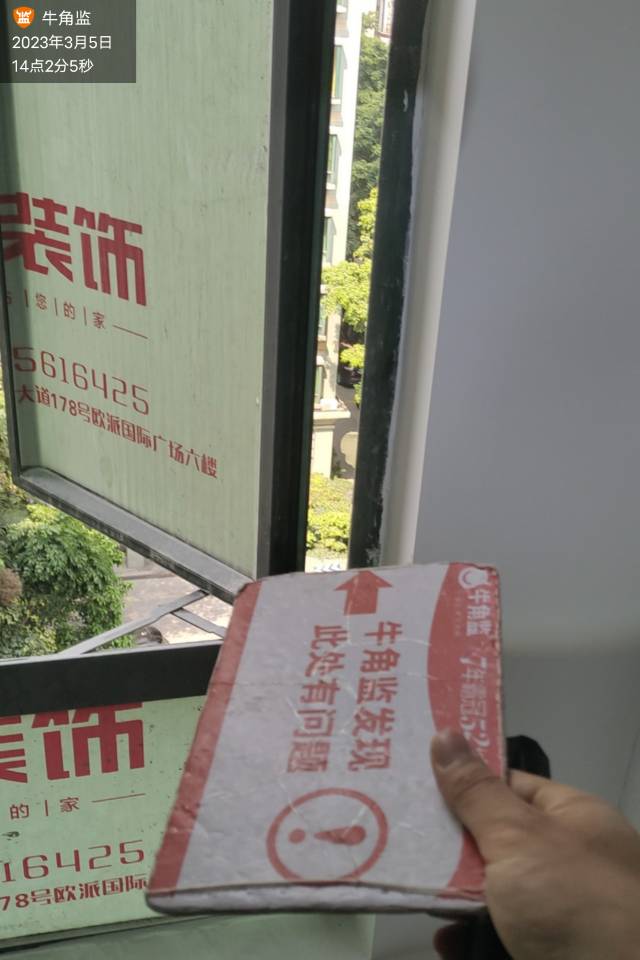 牛角监
2023年3月5日
14点2分5秒
装饰
您|的|家
5616425
大道178号欧派国际广场六楼
牛角监
牛角监发现
此处有问题
装饰
的|家
16425
78号欧派国际